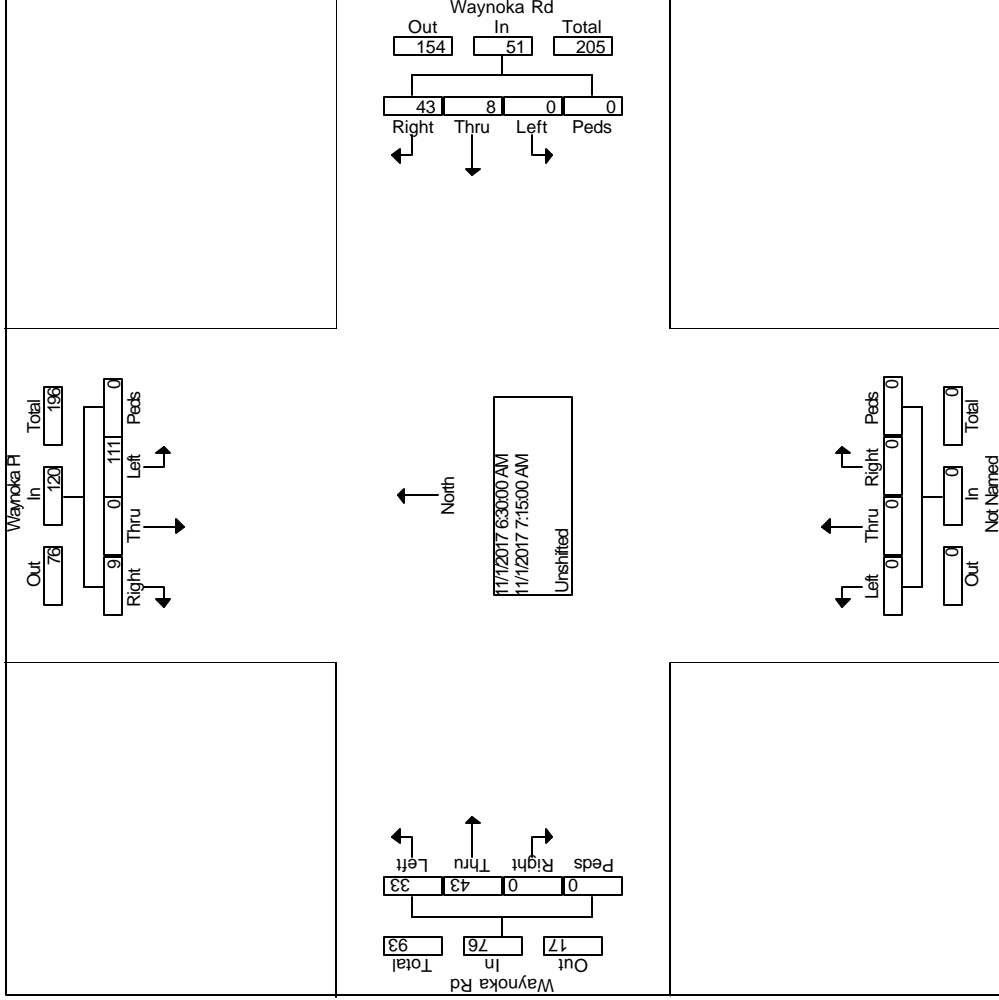 Waynoka Rd
Out In Total
154 51 205
43 8 0 0
Right Thru Left Peds
Waynoka Pl
Out In Total
76 120 196
9 0 111 0
Right Thru Left Peds
North
11/1/2017 6:30:00 AM
11/1/2017 7:15:00 AM
Unshifted
Peds Right Thru Left
0 0 0 0
0 0 0
Total In Out
Not Named
Left Thru Right Peds
33 43 0 0
93 76 17
Total In Out
Waynoka Rd